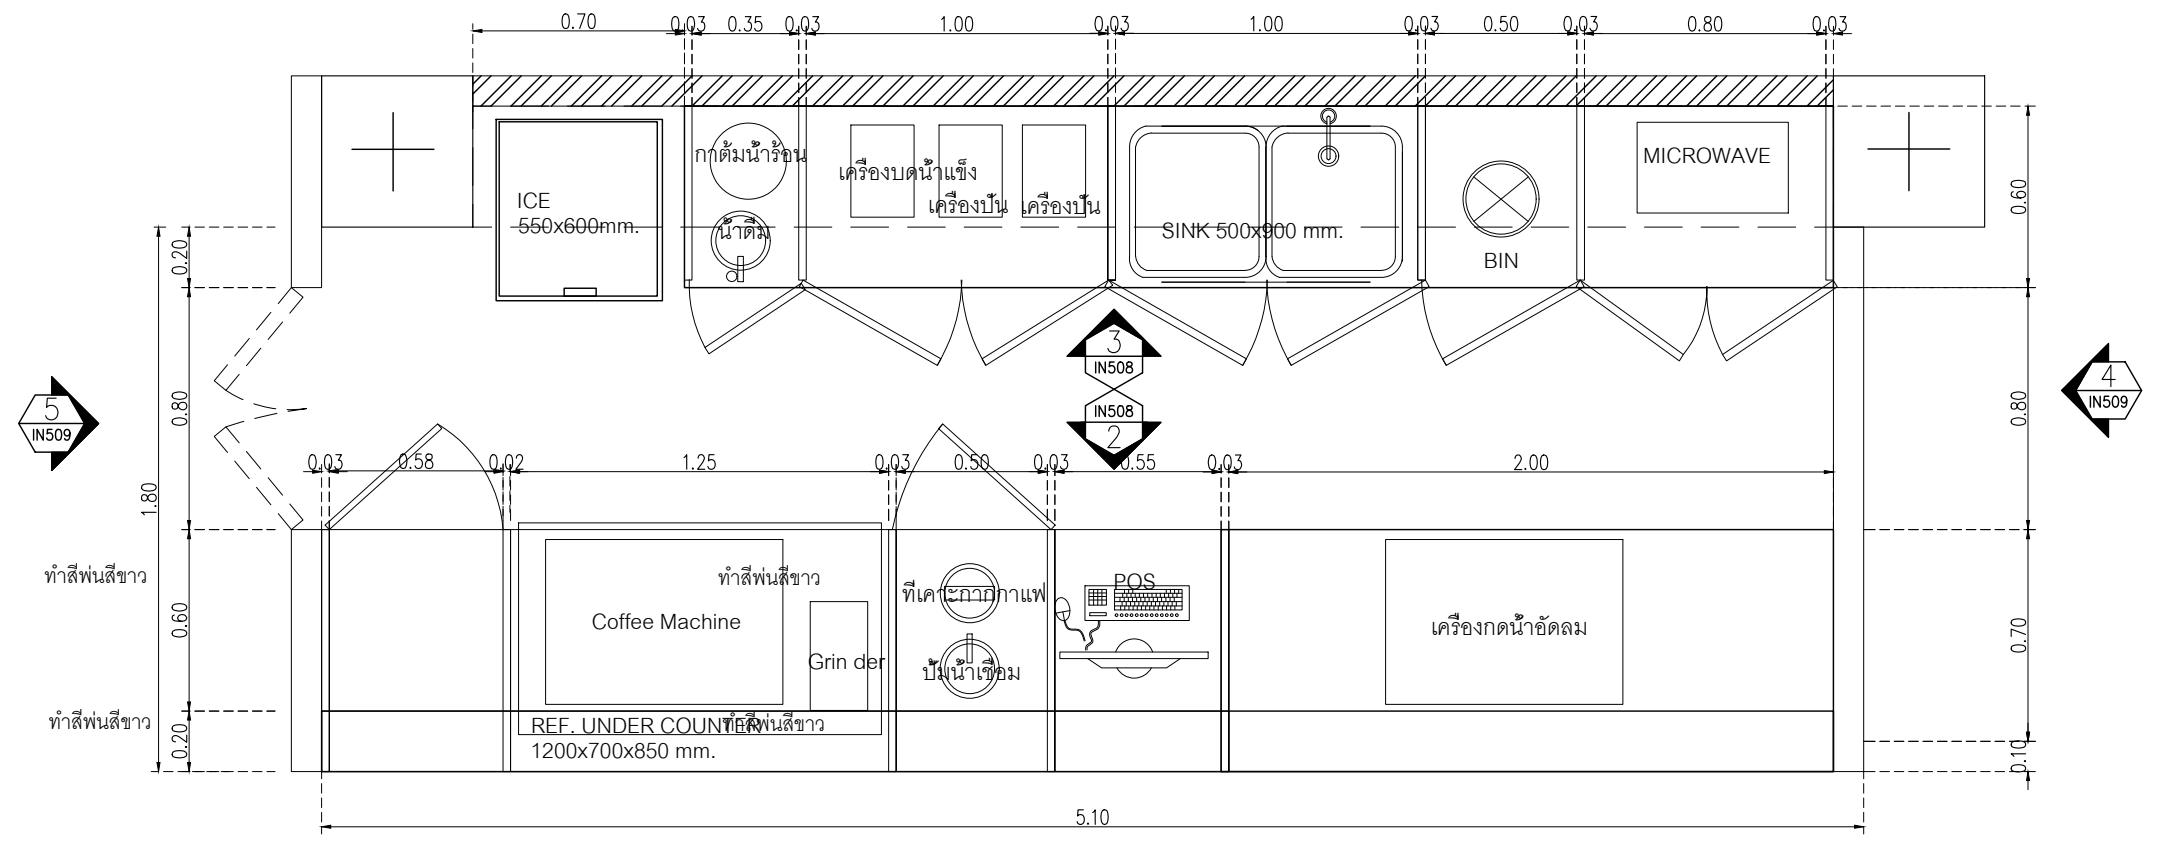 0.70
0.03
0.35
0.03
1.00
0.03
1.00
0.03
0.50
0.03
0.80
0.03
กาต้มน้ำร้อน
เครื่องบดน้ำแข็ง
เครื่องปั่น
เครื่องปั่น
MICROWAVE
ICE
550x600mm.
น้ำดื่ม
SINK 500x900 mm.
BIN
0.60
0.20
0.80
1.80
3
IN508
IN508
2
5
IN509
4
IN509
0.80
0.03
0.58
0.02
1.25
0.03
0.50
0.03
0.55
0.03
2.00
ทำสีพ่นสีขาว
ทำสีพ่นสีขาว
ที่เคาะกากกาแฟ
POS
Coffee Machine
เครื่องกดน้ำอัดลม
0.60
0.70
Grin der
ปั้มน้ำเชื่อม
ทำสีพ่นสีขาว
REF. UNDER COUNTER
ทำสีพ่นสีขาว
1200x700x850 mm.
0.20
0.10
5.10